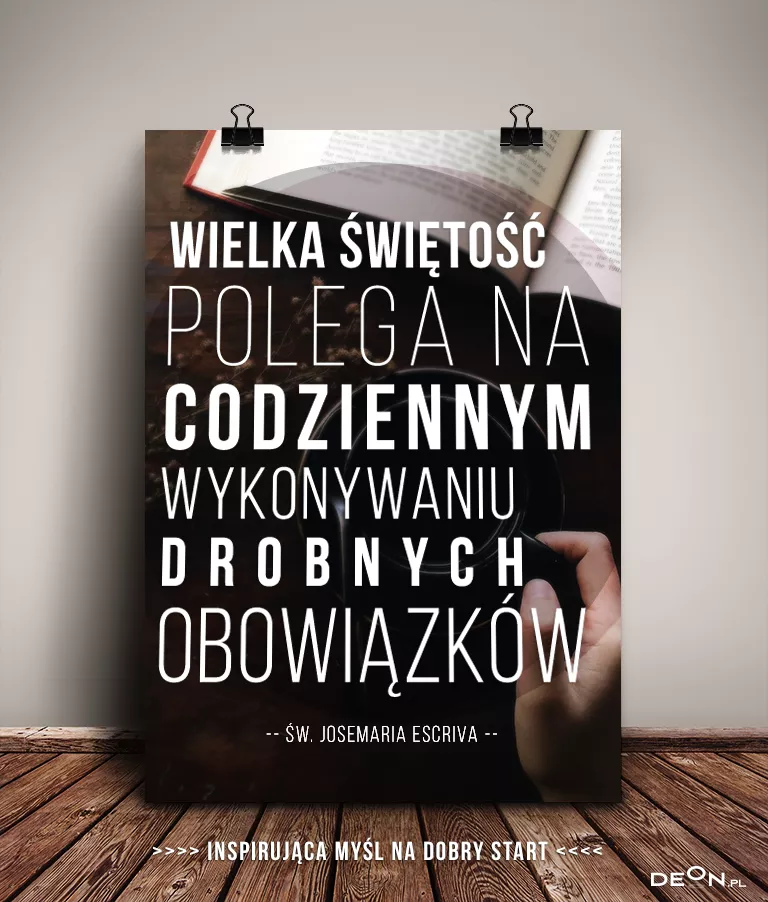 WIELKA ŚWIĘTOŚĆ
POLEGA NA
CODZIENNYM
WYKONYWANIU
DROBNYCH
OBOWIĄZKÓW
-- ŚW. JOSEMARIA ESCRIVA --
>>>> INSPIRUJĄCA MYŚL NA DOBRY START <<<<
DEON.PL